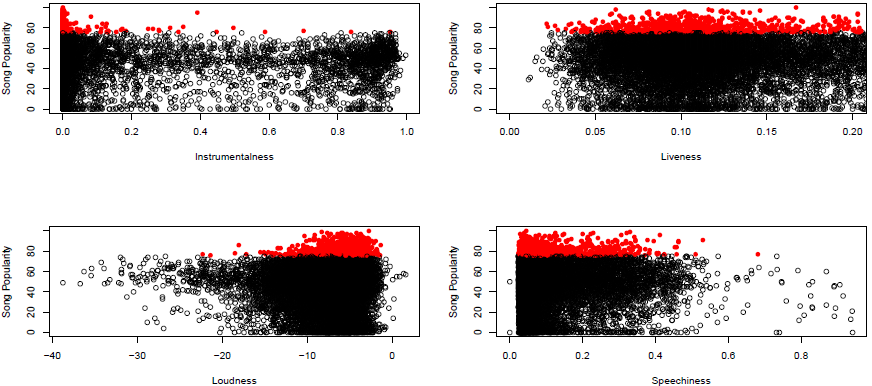 Song Popularity
0 20 40 60 80
0.0 0.2 0.4 0.6 0.8 1.0
Instrumentalness
Song Popularity
0 20 40 60 80
0.00 0.05 0.10 0.15 0.20
Liveness
Song Popularity
0 20 40 60 80
−40 −30 −20 −10 0
Loudness
Song Popularity
0 20 40 60 80
0.0 0.2 0.4 0.6 0.8
Speechiness